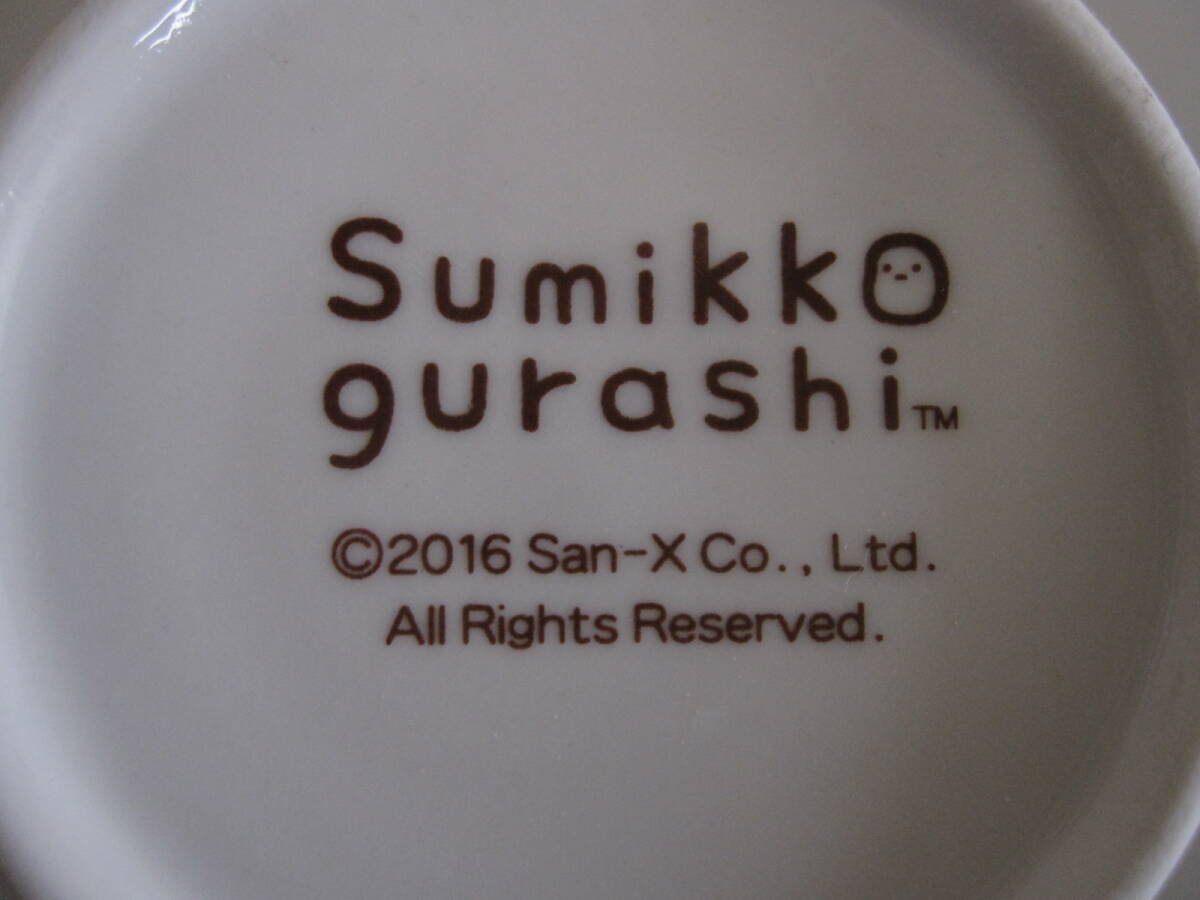 Sumikko
gurashi™
©2016 San-X Co., Ltd.
All Rights Reserved.